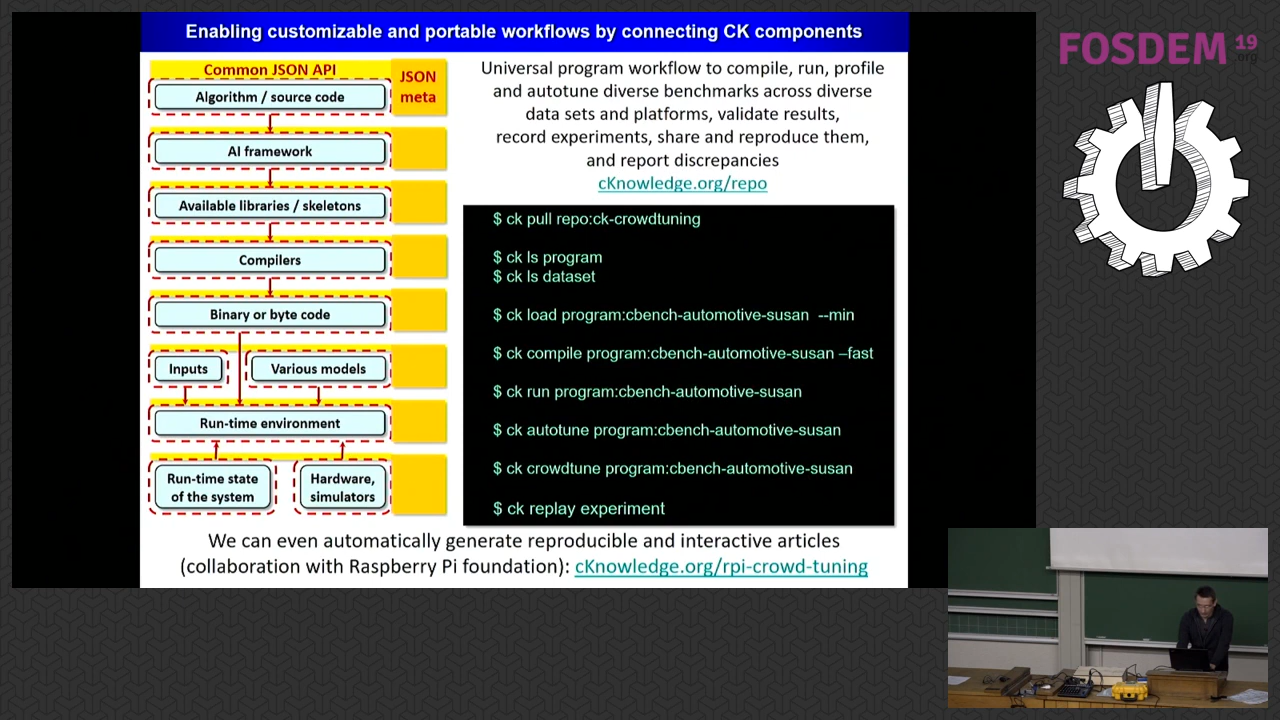 Enabling customizable and portable workflows by connecting CK components
Common JSON API
JSON
meta
Algorithm / source code
AI framework
Available libraries / skeletons
Compilers
Binary or byte code
Inputs
Various models
Run-time environment
Run-time state
of the system
Hardware,
simulators
Universal program workflow to compile, run, profile
and autotune diverse benchmarks across diverse
data sets and platforms, validate results,
record experiments, share and reproduce them,
and report discrepancies
cKnowledge.org/repo
$ ck pull repo:ck-crowdtuning
$ ck ls program
$ ck ls dataset
$ ck load program:cbench-automotive-susan --min
$ ck compile program:cbench-automotive-susan –fast
$ ck run program:cbench-automotive-susan
$ ck autotune program:cbench-automotive-susan
$ ck crowdtune program:cbench-automotive-susan
$ ck replay experiment
We can even automatically generate reproducible and interactive articles
(collaboration with Raspberry Pi foundation): cKnowledge.org/rpi-crowd-tuning
FOSDEM 19
.org